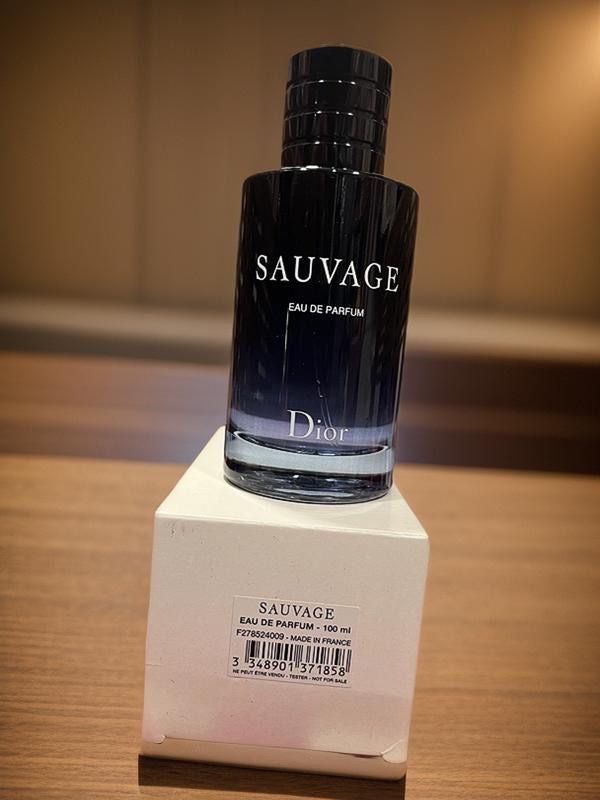 SAUVAGE
EAU DE PARFUM
Dior
SAUVAGE
EAU DE PARFUM - 100 ml
F278524009 - MADE IN FRANCE
3 348901 371858
NE PEUT ÊTRE VENDU - TESTER - NOT FOR SALE